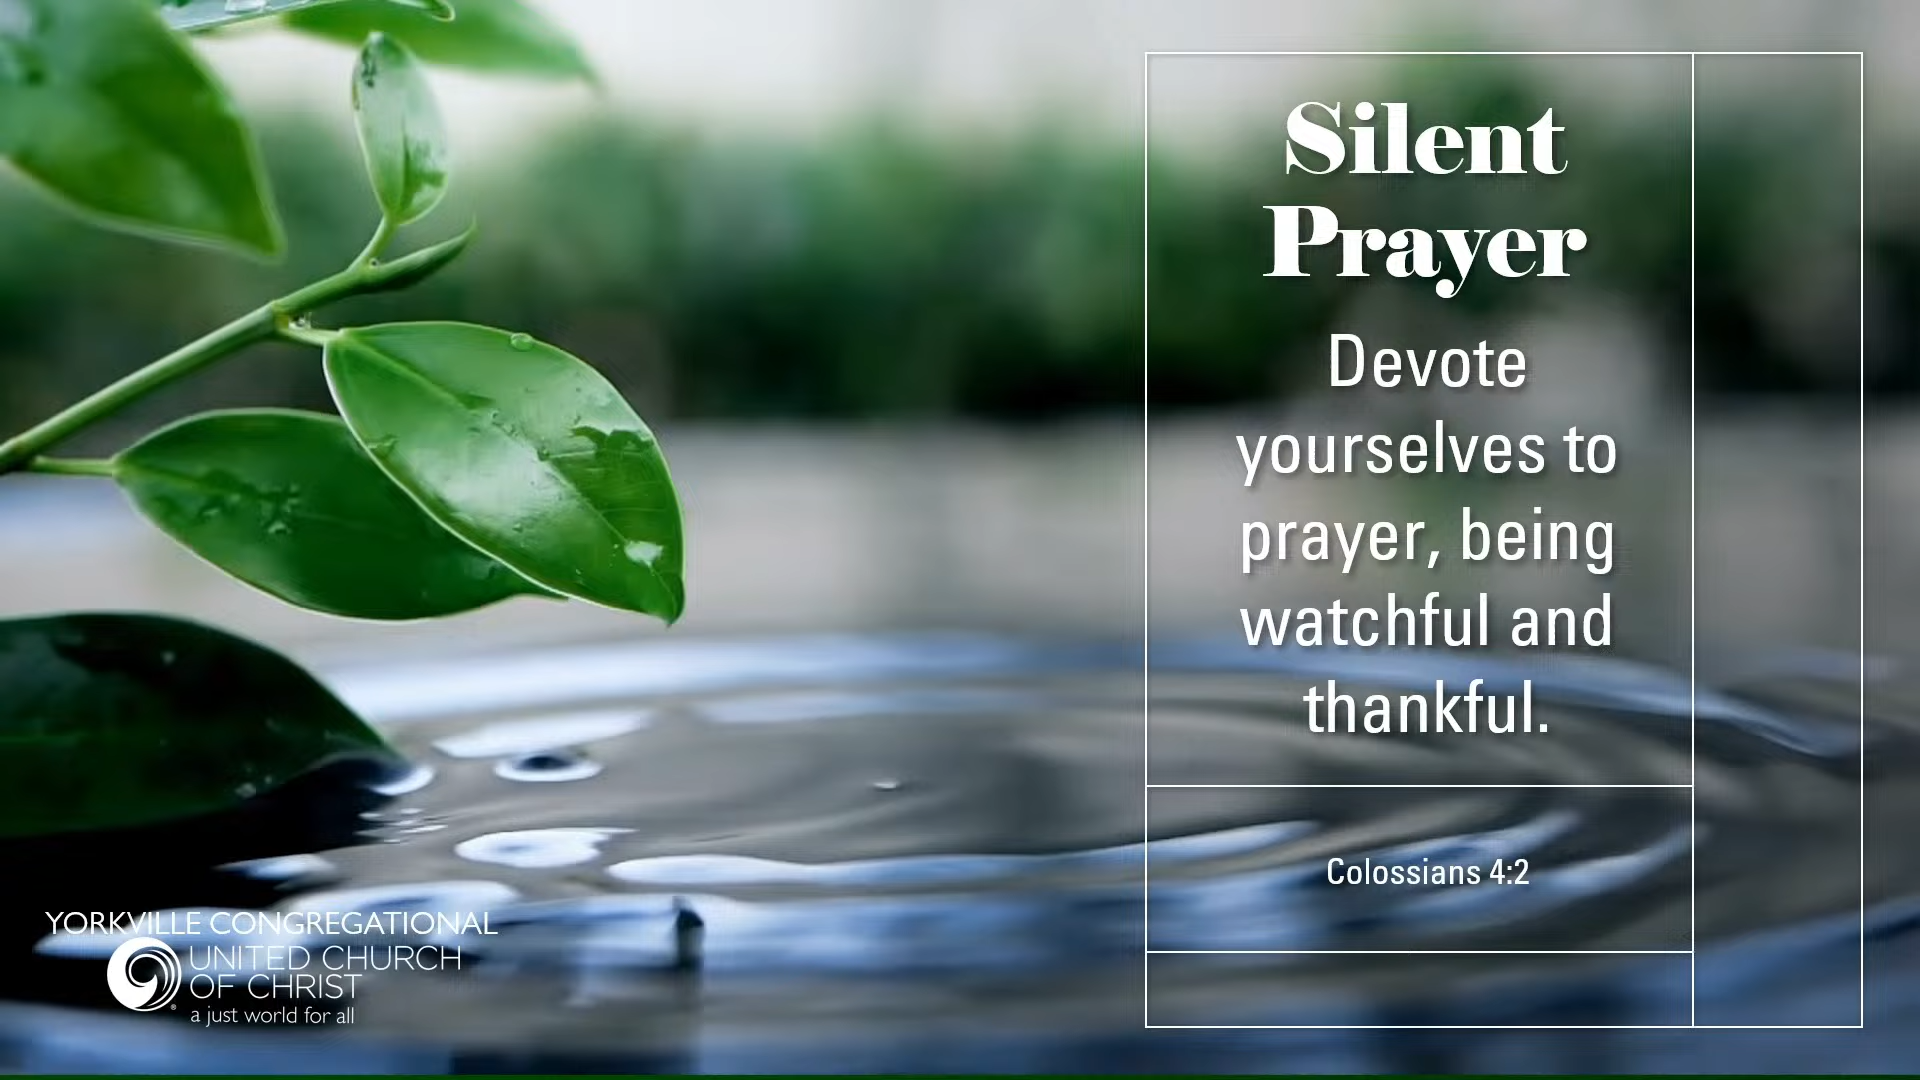 Silent
Prayer
Devote
yourselves to
prayer, being
watchful and
thankful.
Colossians 4:2
YORKVILLE CONGREGATIONAL
UNITED CHURCH
OF CHRIST
a just world for all